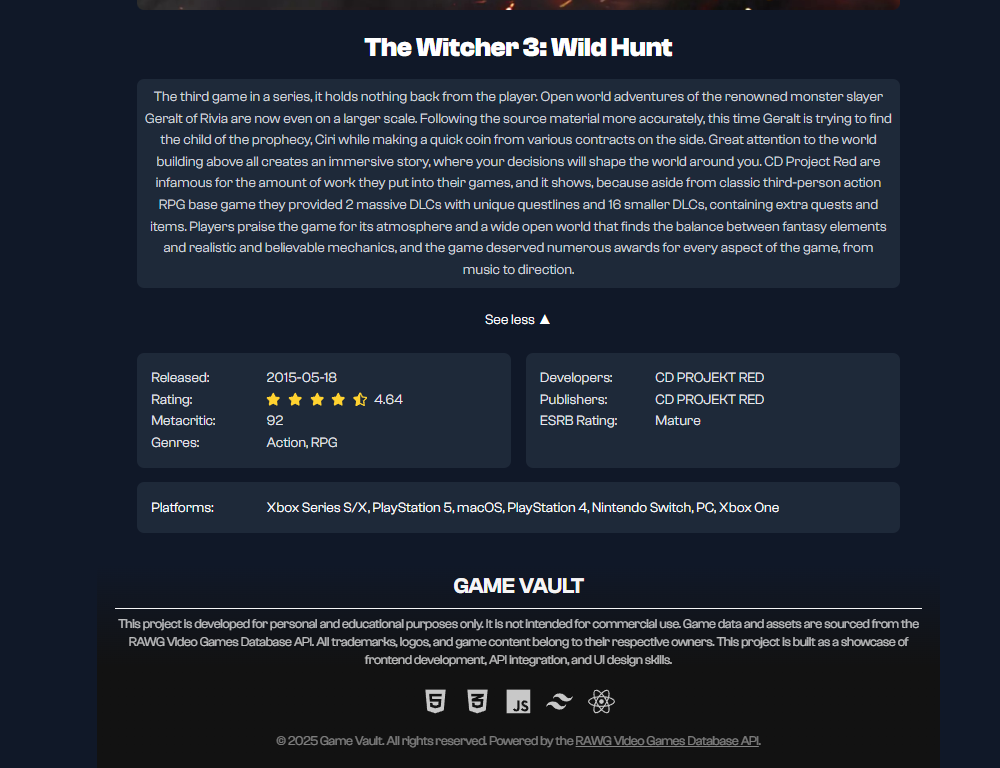 The Witcher 3: Wild Hunt
The third game in a series, it holds nothing back from the player. Open world adventures of the renowned monster slayer
Geralt of Rivia are now even on a larger scale. Following the source material more accurately, this time Geralt is trying to find
the child of the prophecy, Ciri while making a quick coin from various contracts on the side. Great attention to the world
building above all creates an immersive story, where your decisions will shape the world around you. CD Project Red are
infamous for the amount of work they put into their games, and it shows, because aside from classic third-person action
RPG base game they provided 2 massive DLCs with unique questlines and 16 smaller DLCs, containing extra quests and
items. Players praise the game for its atmosphere and a wide open world that finds the balance between fantasy elements
and realistic and believable mechanics, and the game deserved numerous awards for every aspect of the game, from
music to direction.
See less ▲
Released: 2015-05-18
Rating: 4.64
Metacritic: 92
Genres: Action, RPG
Developers: CD PROJEKT RED
Publishers: CD PROJEKT RED
ESRB Rating: Mature
Platforms: Xbox Series S/X, PlayStation 5, macOS, PlayStation 4, Nintendo Switch, PC, Xbox One
GAME VAULT
This project is developed for personal and educational purposes only. It is not intended for commercial use. Game data and assets are sourced from the
RAWG Video Games Database API. All trademarks, logos, and game content belong to their respective owners. This project is built as a showcase of
frontend development, API integration, and UI design skills.
5 3 JS
© 2025 Game Vault. All rights reserved. Powered by the RAWG Video Games Database API.